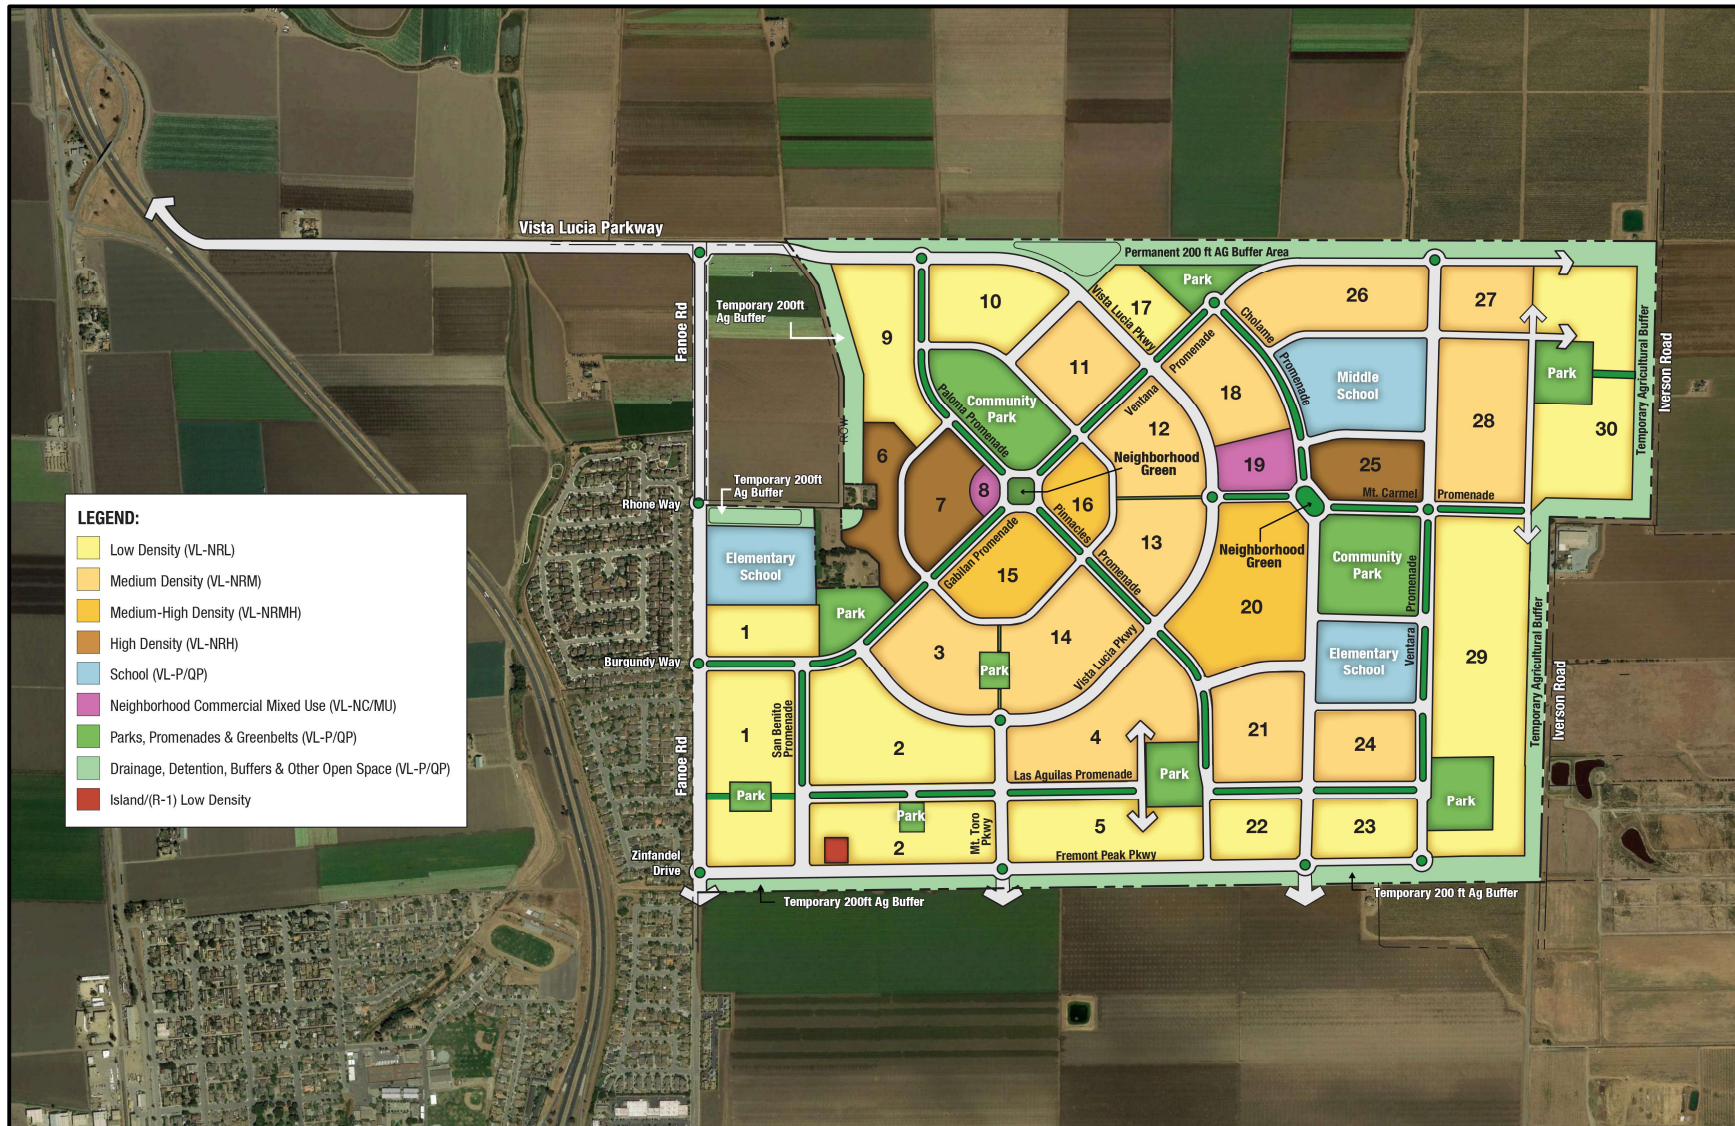 Vista Lucia Parkway
Permanent 200 ft AG Buffer Area
Park
17
10
26
27
Vista Lucia Pkwy
Temporary 200ft
Ag Buffer
Fanoe Rd
9
Cholame
Promenade
Promenade
Temporary Agricultural Buffer
Iverson Road
11
Middle
School
Park
18
Ventana
Community
Park
Paloma Promenade
12
28
30
ROW
6
Neighborhood
Green
19
25
Temporary 200ft
Ag Buffer
8
Mt. Carmel
Promenade
Rhone Way
7
16
Pinnacles
Promenade
LEGEND:
Low Density (VL-NRL)
Medium Density (VL-NRM)
Medium-High Density (VL-NRMH)
High Density (VL-NRH)
School (VL-P/QP)
Neighborhood Commercial Mixed Use (VL-NC/MU)
Parks, Promenades & Greenbelts (VL-P/QP)
Drainage, Detention, Buffers & Other Open Space (VL-P/QP)
Island/(R-1) Low Density
Elementary
School
Gabilan Promenade
13
Neighborhood
Green
Community
Park
Promenade
15
20
Park
1
14
3
Elementary
School
Ventara
29
Temporary Agricultural Buffer
Iverson Road
Burgundy Way
Park
Vista Lucia Pkwy
Fanoe Rd
1
San Benito
Promenade
2
4
21
24
Las Aguilas Promenade
Park
Park
Park
Park
2
Mt. Toro
Pkwy
5
22
23
Fremont Peak Pkwy
Zinfandel
Drive
Temporary 200ft Ag Buffer
Temporary 200 ft Ag Buffer